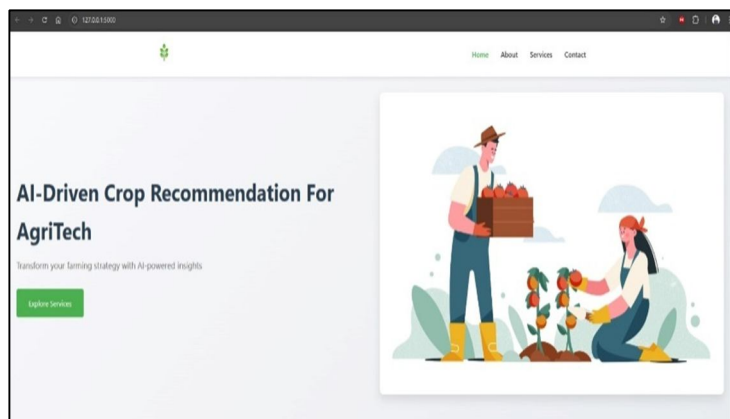 127.0.0.1:5000
Home About Services Contact
AI-Driven Crop Recommendation For
AgriTech
Transform your farming strategy with AI-powered insights
Explore Services